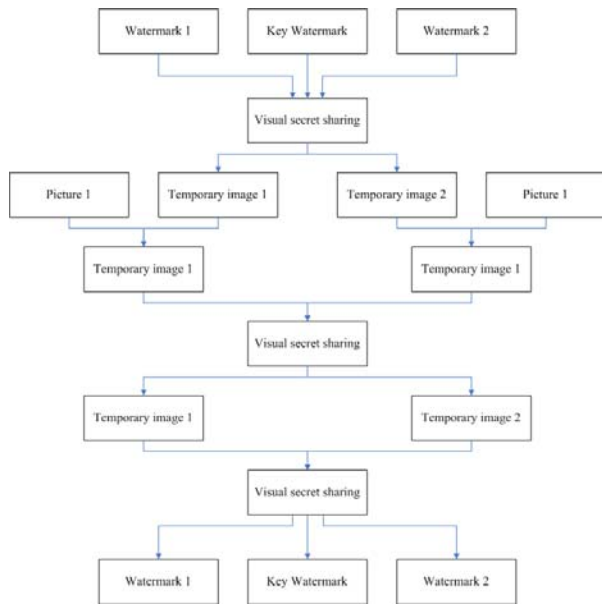 Watermark 1
Key Watermark
Watermark 2
Visual secret sharing
Picture 1
Temporary image 1
Temporary image 2
Picture 1
Temporary image 1
Temporary image 1
Visual secret sharing
Temporary image 1
Temporary image 2
Visual secret sharing
Watermark 1
Key Watermark
Watermark 2